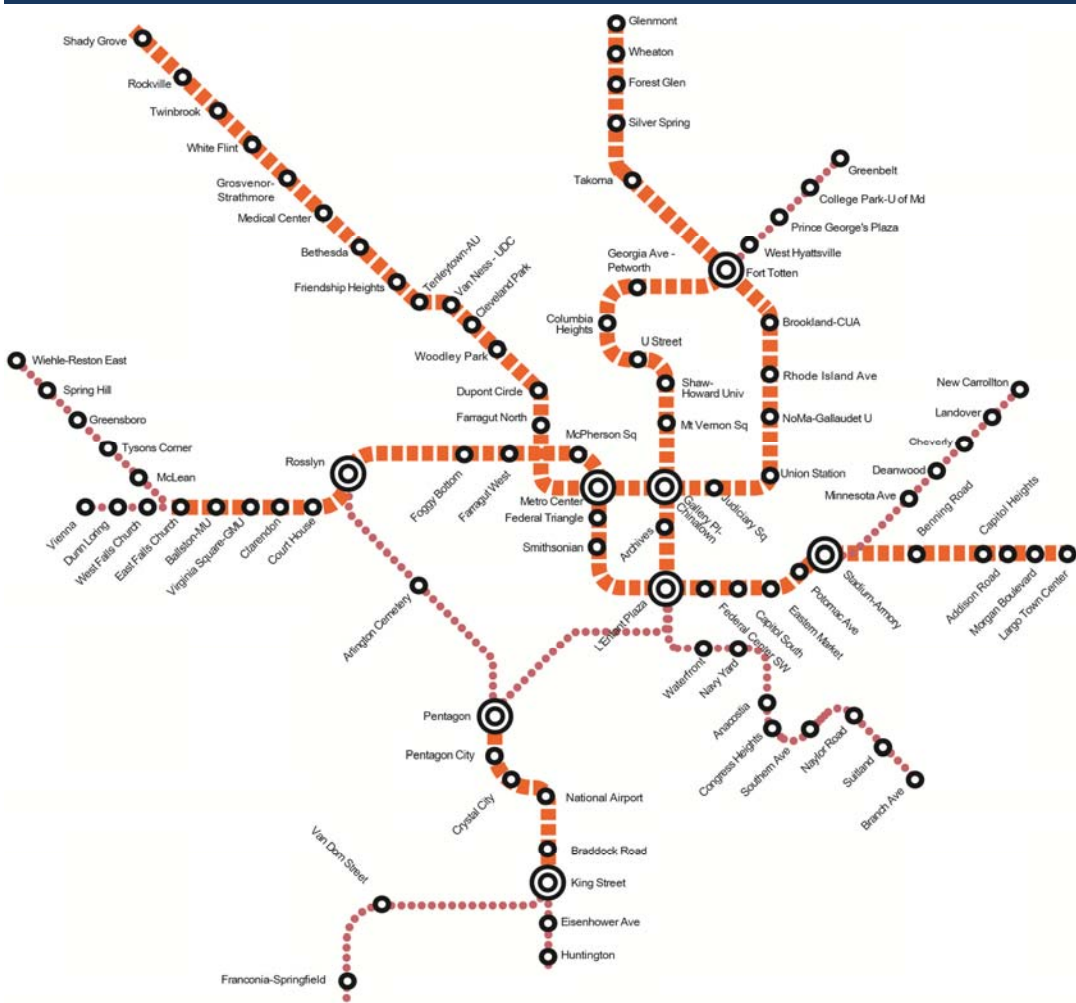 Shady Grove
Rockville
Twinbrook
White Flint
Grosvenor-
Strathmore
Medical Center
Bethesda
Friendship Heights
Tenleytown-AU
Van Ness - UDC
Cleveland Park
Woodley Park
Dupont Circle
Farragut North
Glenmont
Wheaton
Forest Glen
Silver Spring
Takoma
Greenbelt
College Park-U of Md
Prince George's Plaza
West Hyattsville
Fort Totten
Georgia Ave -
Petworth
Columbia
Heights
U Street
Shaw-
Howard Univ
Mt Vernon Sq
Brookland-CUA
Rhode Island Ave
NoMa-Gallaudet U
Union Station
Judiciary Sq
Gallery Pl-
Chinatown
Wiehle-Reston East
Spring Hill
Greensboro
Tysons Corner
McLean
Vienna
Dunn Loring
West Falls Church
East Falls Church
Ballston-MU
Virginia Square-GMU
Clarendon
Court House
Rosslyn
Foggy Bottom
Farragut West
McPherson Sq
Metro Center
Federal Triangle
Smithsonian
Archives
L'Enfant Plaza
Federal Center SW
Capitol South
Eastern Market
Potomac Ave
Stadium-Armory
New Carrollton
Landover
Cheverly
Deanwood
Minnesota Ave
Benning Road
Capitol Heights
Addison Road
Morgan Boulevard
Largo Town Center
Arlington Cemetery
Pentagon
Pentagon City
Crystal City
National Airport
Braddock Road
King Street
Eisenhower Ave
Huntington
Van Dorn Street
Franconia-Springfield
Waterfront
Navy Yard
Anacostia
Congress Heights
Southern Ave
Naylor Road
Suitland
Branch Ave